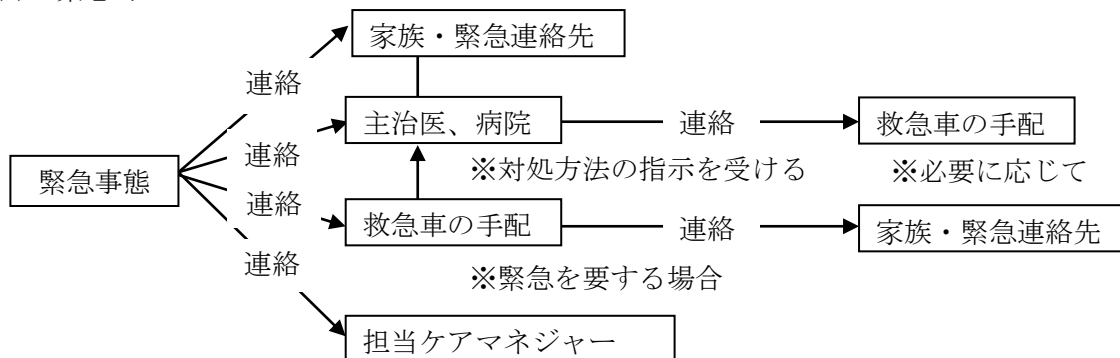 家族・緊急連絡先
連絡
主治医、病院 連絡 救急車の手配
連絡
※対処方法の指示を受ける ※必要に応じて
緊急事態
連絡
救急車の手配 連絡 家族・緊急連絡先
連絡
※緊急を要する場合
担当ケアマネジャー